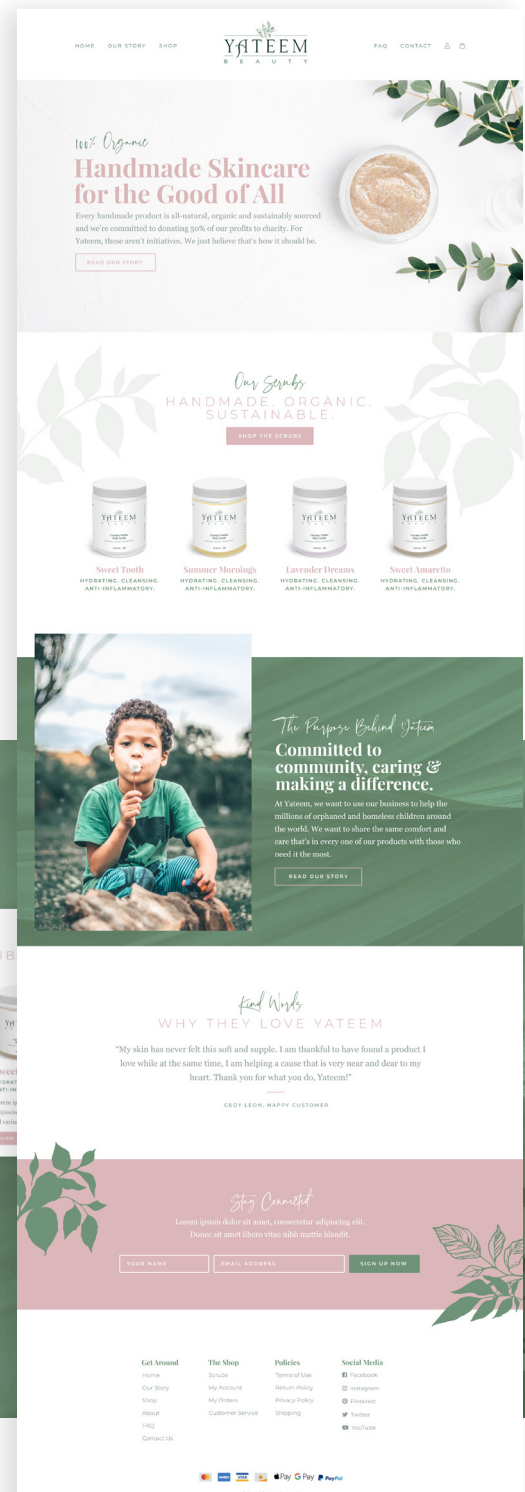 HOME OUR STORY SHOP
YATEEM
BEAUTY
FAQ CONTACT
100% Organic
Handmade Skincare
for the Good of All
Every handmade product is all-natural, organic and sustainably sourced
and we're committed to donating 50% of our profits to charity. For
Yateem, these aren't initiatives. We just believe that's how it should be.
READ OUR STORY
Our Scrubs
HANDMADE. ORGANIC.
SUSTAINABLE.
SHOP THE SCRUBS
YATEEM YATEEM YATEEM YATEEM
Sweet Tooth Summer Mornings Lavender Dreams Sweet Amaretto
HYDRATING. CLEANSING. HYDRATING. CLEANSING. HYDRATING. CLEANSING. HYDRATING. CLEANSING.
ANTI-INFLAMMATORY. ANTI-INFLAMMATORY. ANTI-INFLAMMATORY. ANTI-INFLAMMATORY.
The Purpose Behind Yateem
Committed to
community, caring &
making a difference.
At Yateem, we want to use our business to help the
millions of orphaned and homeless children around
the world. We want to share the same comfort and
care that's in every one of our products with those who
need it the most.
READ OUR STORY
Kind Words
WHY THEY LOVE YATEEM
"My skin has never felt this soft and supple. I am thankful to have found a product I
love while at the same time, I am helping a cause that is very near and dear to my
heart. Thank you for what you do, Yateem!"
GEDY LEON, NAPPY CUSTOMER
Stay Connected
Lorem ipsum dolor sit amet, consectetur adipiscing elit.
Donec sit amet libero vitae nibh mattis blandit.
YOUR NAME EMAIL ADDRESS SIGN UP NOW
Get Around The Shop Policies Social Media
Home Scrubs Terms of Use Facebook
Our Story My Account Return Policy Instagram
Shop My Orders Privacy Policy Pinterest
About Customer Service Shipping Twitter
FAQ YouTube
Contact Us
VISA Pay G Pay PayPal